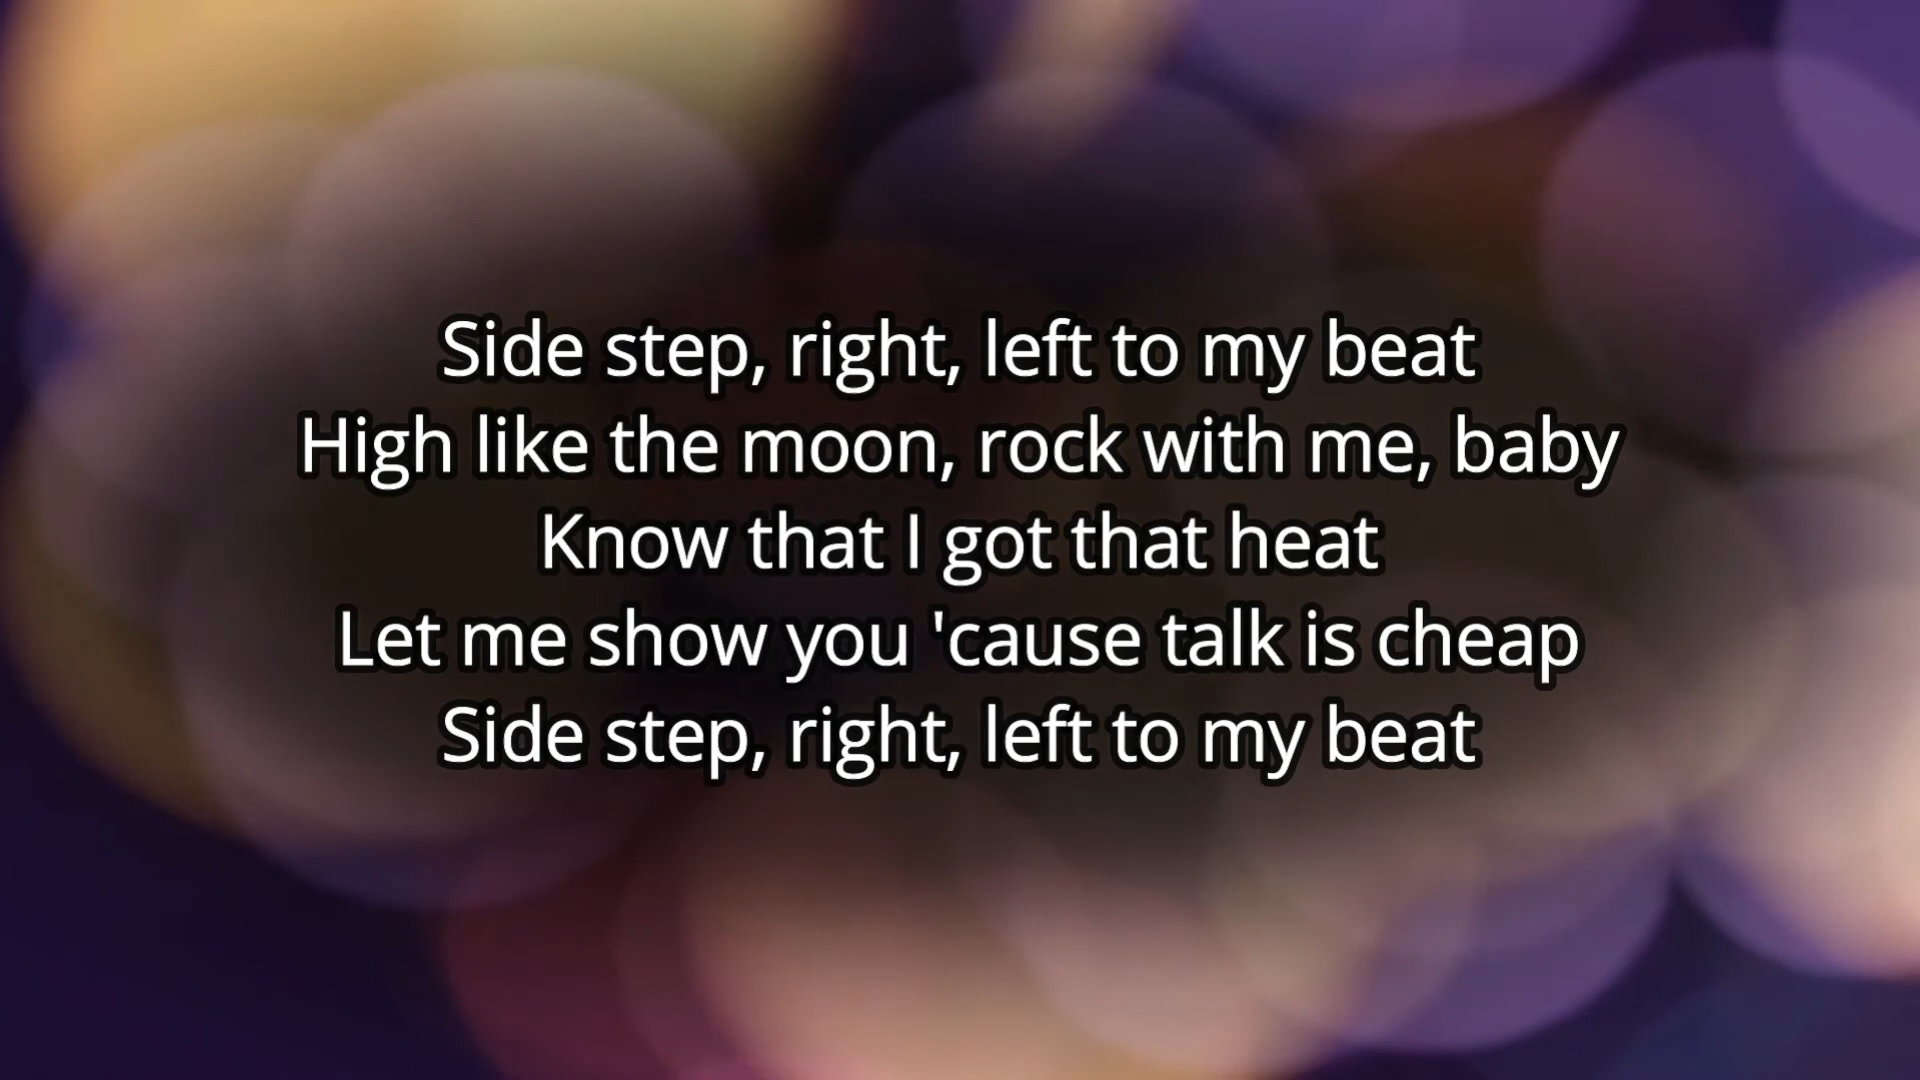 Side step, right, left to my beat
High like the moon, rock with me, baby
Know that I got that heat
Let me show you 'cause talk is cheap
Side step, right, left to my beat